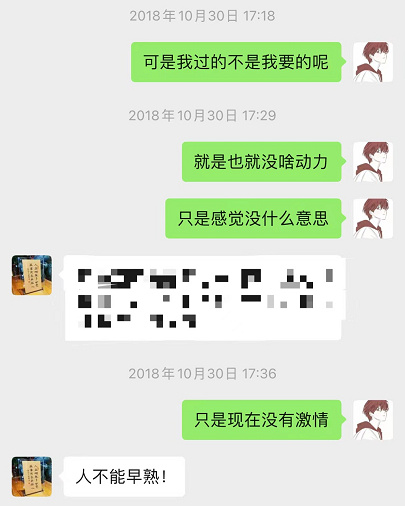 2018年10月30日 17:18
可是我过的不是我要的呢
2018年10月30日 17:29
就是也就没啥动力
只是感觉没什么意思
2018年10月30日 17:36
只是现在没有激情
人不能早熟！